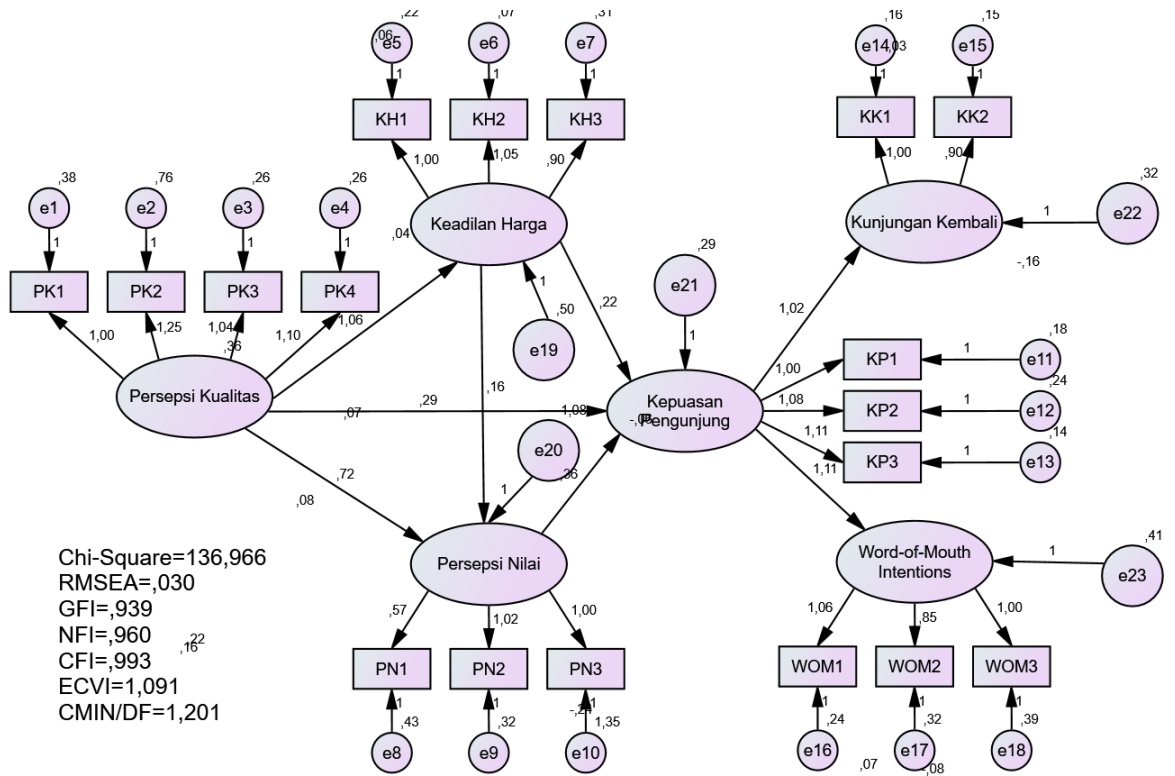 ,22 ,07 ,31 ,16 ,15
,06 e5 e6 e7 e14 ,03 e15
1 1 1 1 1
KH1 KH2 KH3 KK1 KK2
1,00 1,05 ,90 1,00 ,90
,38 ,76 ,26 ,26 ,32
e1 e2 e3 e4 e22
1 1 1 1 1
Keadilan Harga Kunjungan Kembali
,04 ,29 -,16
PK1 PK2 PK3 PK4 e21
1,00 1,25 1,04 1,10 1,06 1 ,50 ,22 1 1,02
,36 e19
,18
1,00 KP1 1 e11
Persepsi Kualitas ,16 ,24
,07 ,29 1,08 Kepuasan 1,08 KP2 1 e12
Pengunjung ,14
1,11 KP3 1 e13
e20 1,11
,72 1 ,36
,08
Persepsi Nilai Word-of-Mouth
Intentions
1 ,41
e23
Chi-Square=136,966
RMSEA=,030
GFI=,939
NFI=,960
CFI=,993
ECVI=1,091
CMIN/DF=1,201
,22
,16
,57 1,02 1,00 1,06 ,85 1,00
PN1 PN2 PN3 WOM1 WOM2 WOM3
1 1 -,24 1 1 1 1
,43 ,32 1,35 ,24 ,32 ,39
e8 e9 e10 e16 e17 e18
,07 -,08